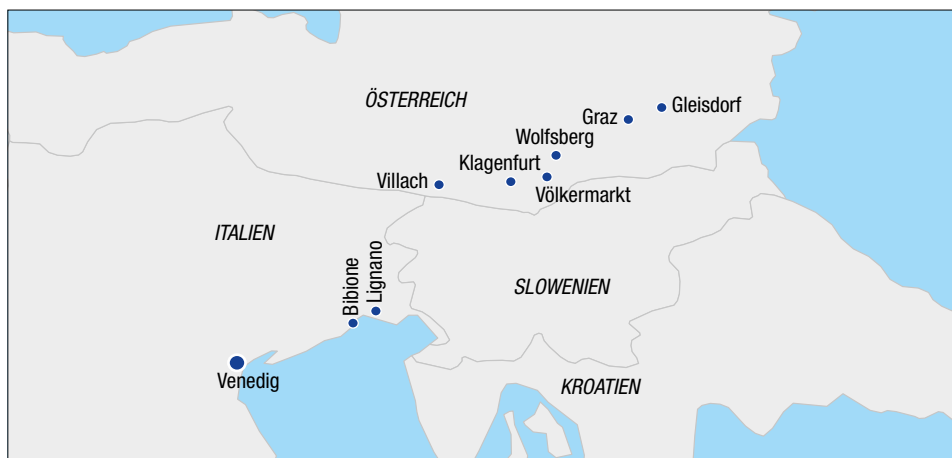 ÖSTERREICH
Gleisdorf
Graz
Wolfsberg
Klagenfurt
Villach
Völkermarkt
ITALIEN
Bibione
Lignano
SLOWENIEN
Venedig
KROATIEN